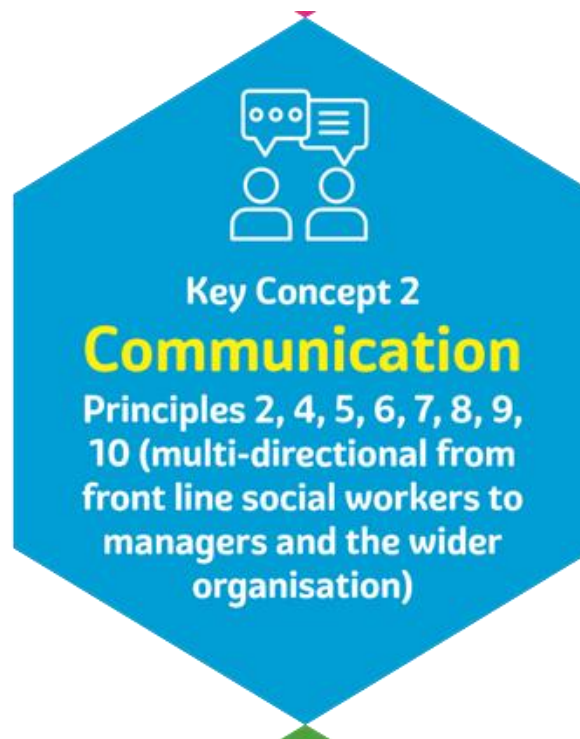 Key Concept 2
Communication
Principles 2, 4, 5, 6, 7, 8, 9,
10 (multi-directional from
front line social workers to
managers and the wider
organisation)